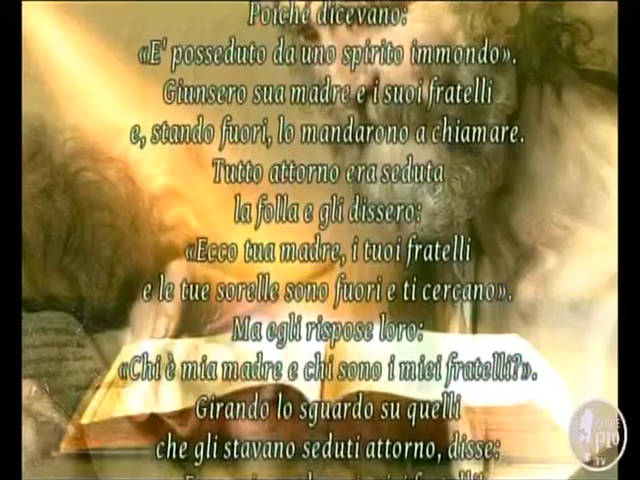 Poiché dicevano:
«E' posseduto da uno spirito immondo».
Giunsero sua madre e i suoi fratelli
e, stando fuori, lo mandarono a chiamare.
Tutto attorno era seduta
la folla e gli dissero:
«Ecco tua madre, i tuoi fratelli
e le tue sorelle sono fuori e ti cercano».
Ma egli rispose loro:
«Chi è mia madre e chi sono i miei fratelli?».
Girando lo sguardo su quelli
che gli stavano seduti attorno, disse:
PADRE
PIO
TV